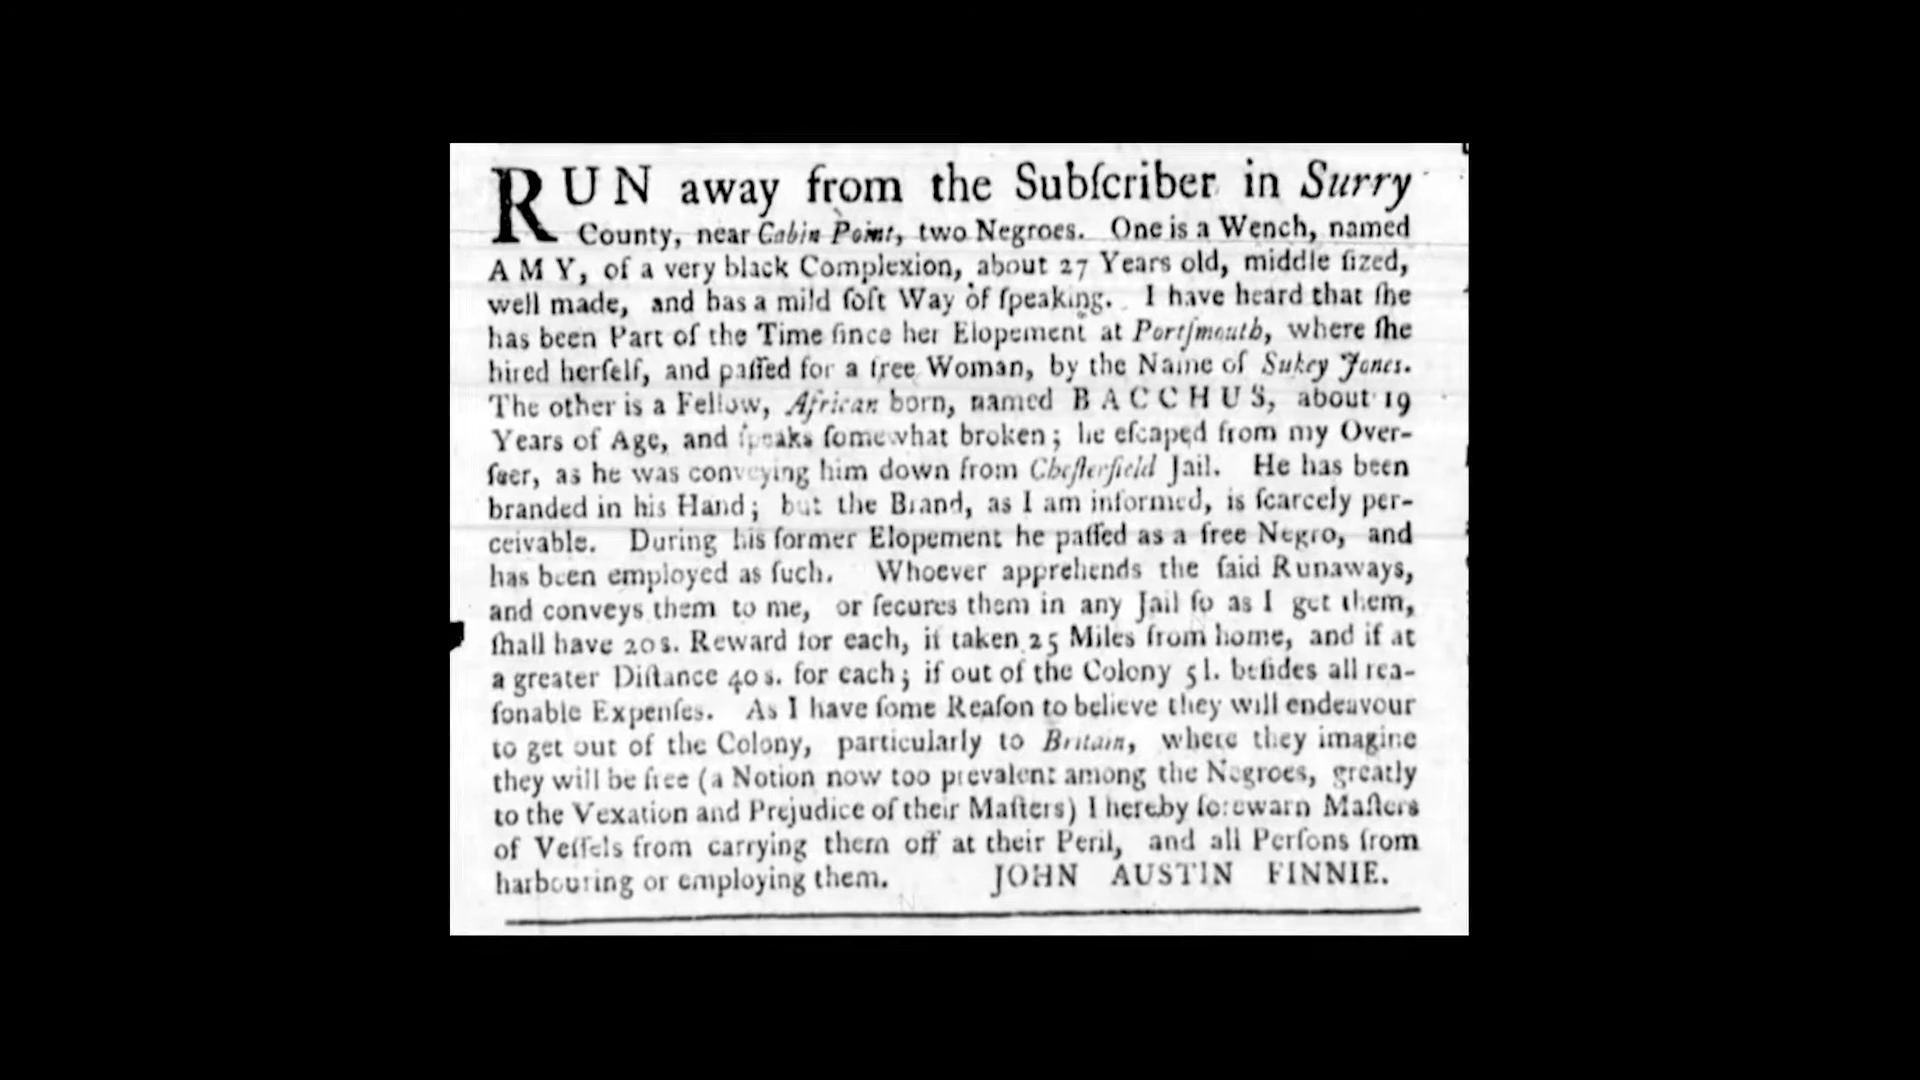 RUN away from the Subſcriber in Surry
County, near Cabin Point, two Negroes. One is a Wench, named
AMY, of a very black Complexion, about 27 Years old, middle ſized,
well made, and has a mild ſoft Way of ſpeaking. I have heard that ſhe
has been Part of the Time ſince her Elopement at Portſmouth, where ſhe
hired herſelf, and paſſed for a free Woman, by the Name of Sukey Jones.
The other is a Fellow, African born, named BACCHUS, about 19
Years of Age, and ſpeaks ſomewhat broken; he eſcaped from my Over-
ſeer, as he was conveying him down from Cheſterfield Jail. He has been
branded in his Hand; but the Brand, as I am informed, is ſcarcely per-
ceivable. During his former Elopement he paſſed as a free Negro, and
has been employed as ſuch. Whoever apprehends the ſaid Runaways,
and conveys them to me, or ſecures them in any Jail ſo as I get them,
ſhall have 20 s. Reward for each, if taken 25 Miles from home, and if at
a greater Diſtance 40 s. for each; if out of the Colony 5 l. beſides all rea-
ſonable Expenſes. As I have ſome Reaſon to believe they will endeavour
to get out of the Colony, particularly to Britain, where they imagine
they will be free (a Notion now too prevalent among the Negroes, greatly
to the Vexation and Prejudice of their Maſters) I hereby forewarn Maſters
of Veſſels from carrying them off at their Peril, and all Perſons from
harbouring or employing them. JOHN AUSTIN FINNIE.